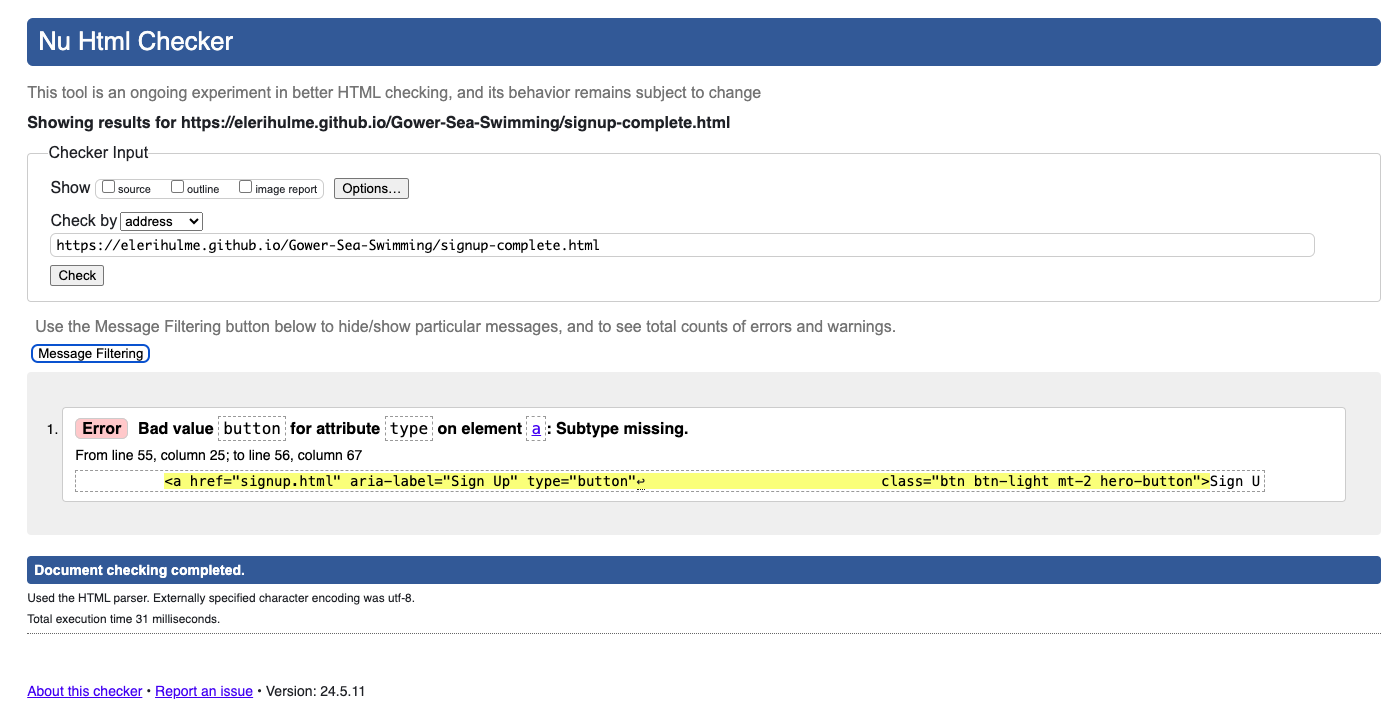 Nu Html Checker
This tool is an ongoing experiment in better HTML checking, and its behavior remains subject to change
Showing results for https://elerihulme.github.io/Gower-Sea-Swimming/signup-complete.html
Checker Input
Show source outline image report Options…
Check by address
https://elerihulme.github.io/Gower-Sea-Swimming/signup-complete.html
Check
Use the Message Filtering button below to hide/show particular messages, and to see total counts of errors and warnings.
Message Filtering
1. Error Bad value button for attribute type on element a: Subtype missing.
From line 55, column 25; to line 56, column 67
<a href="signup.html" aria-label="Sign Up" type="button"↩ class="btn btn-light mt-2 hero-button">Sign U
Document checking completed.
Used the HTML parser. Externally specified character encoding was utf-8.
Total execution time 31 milliseconds.
About this checker • Report an issue • Version: 24.5.11